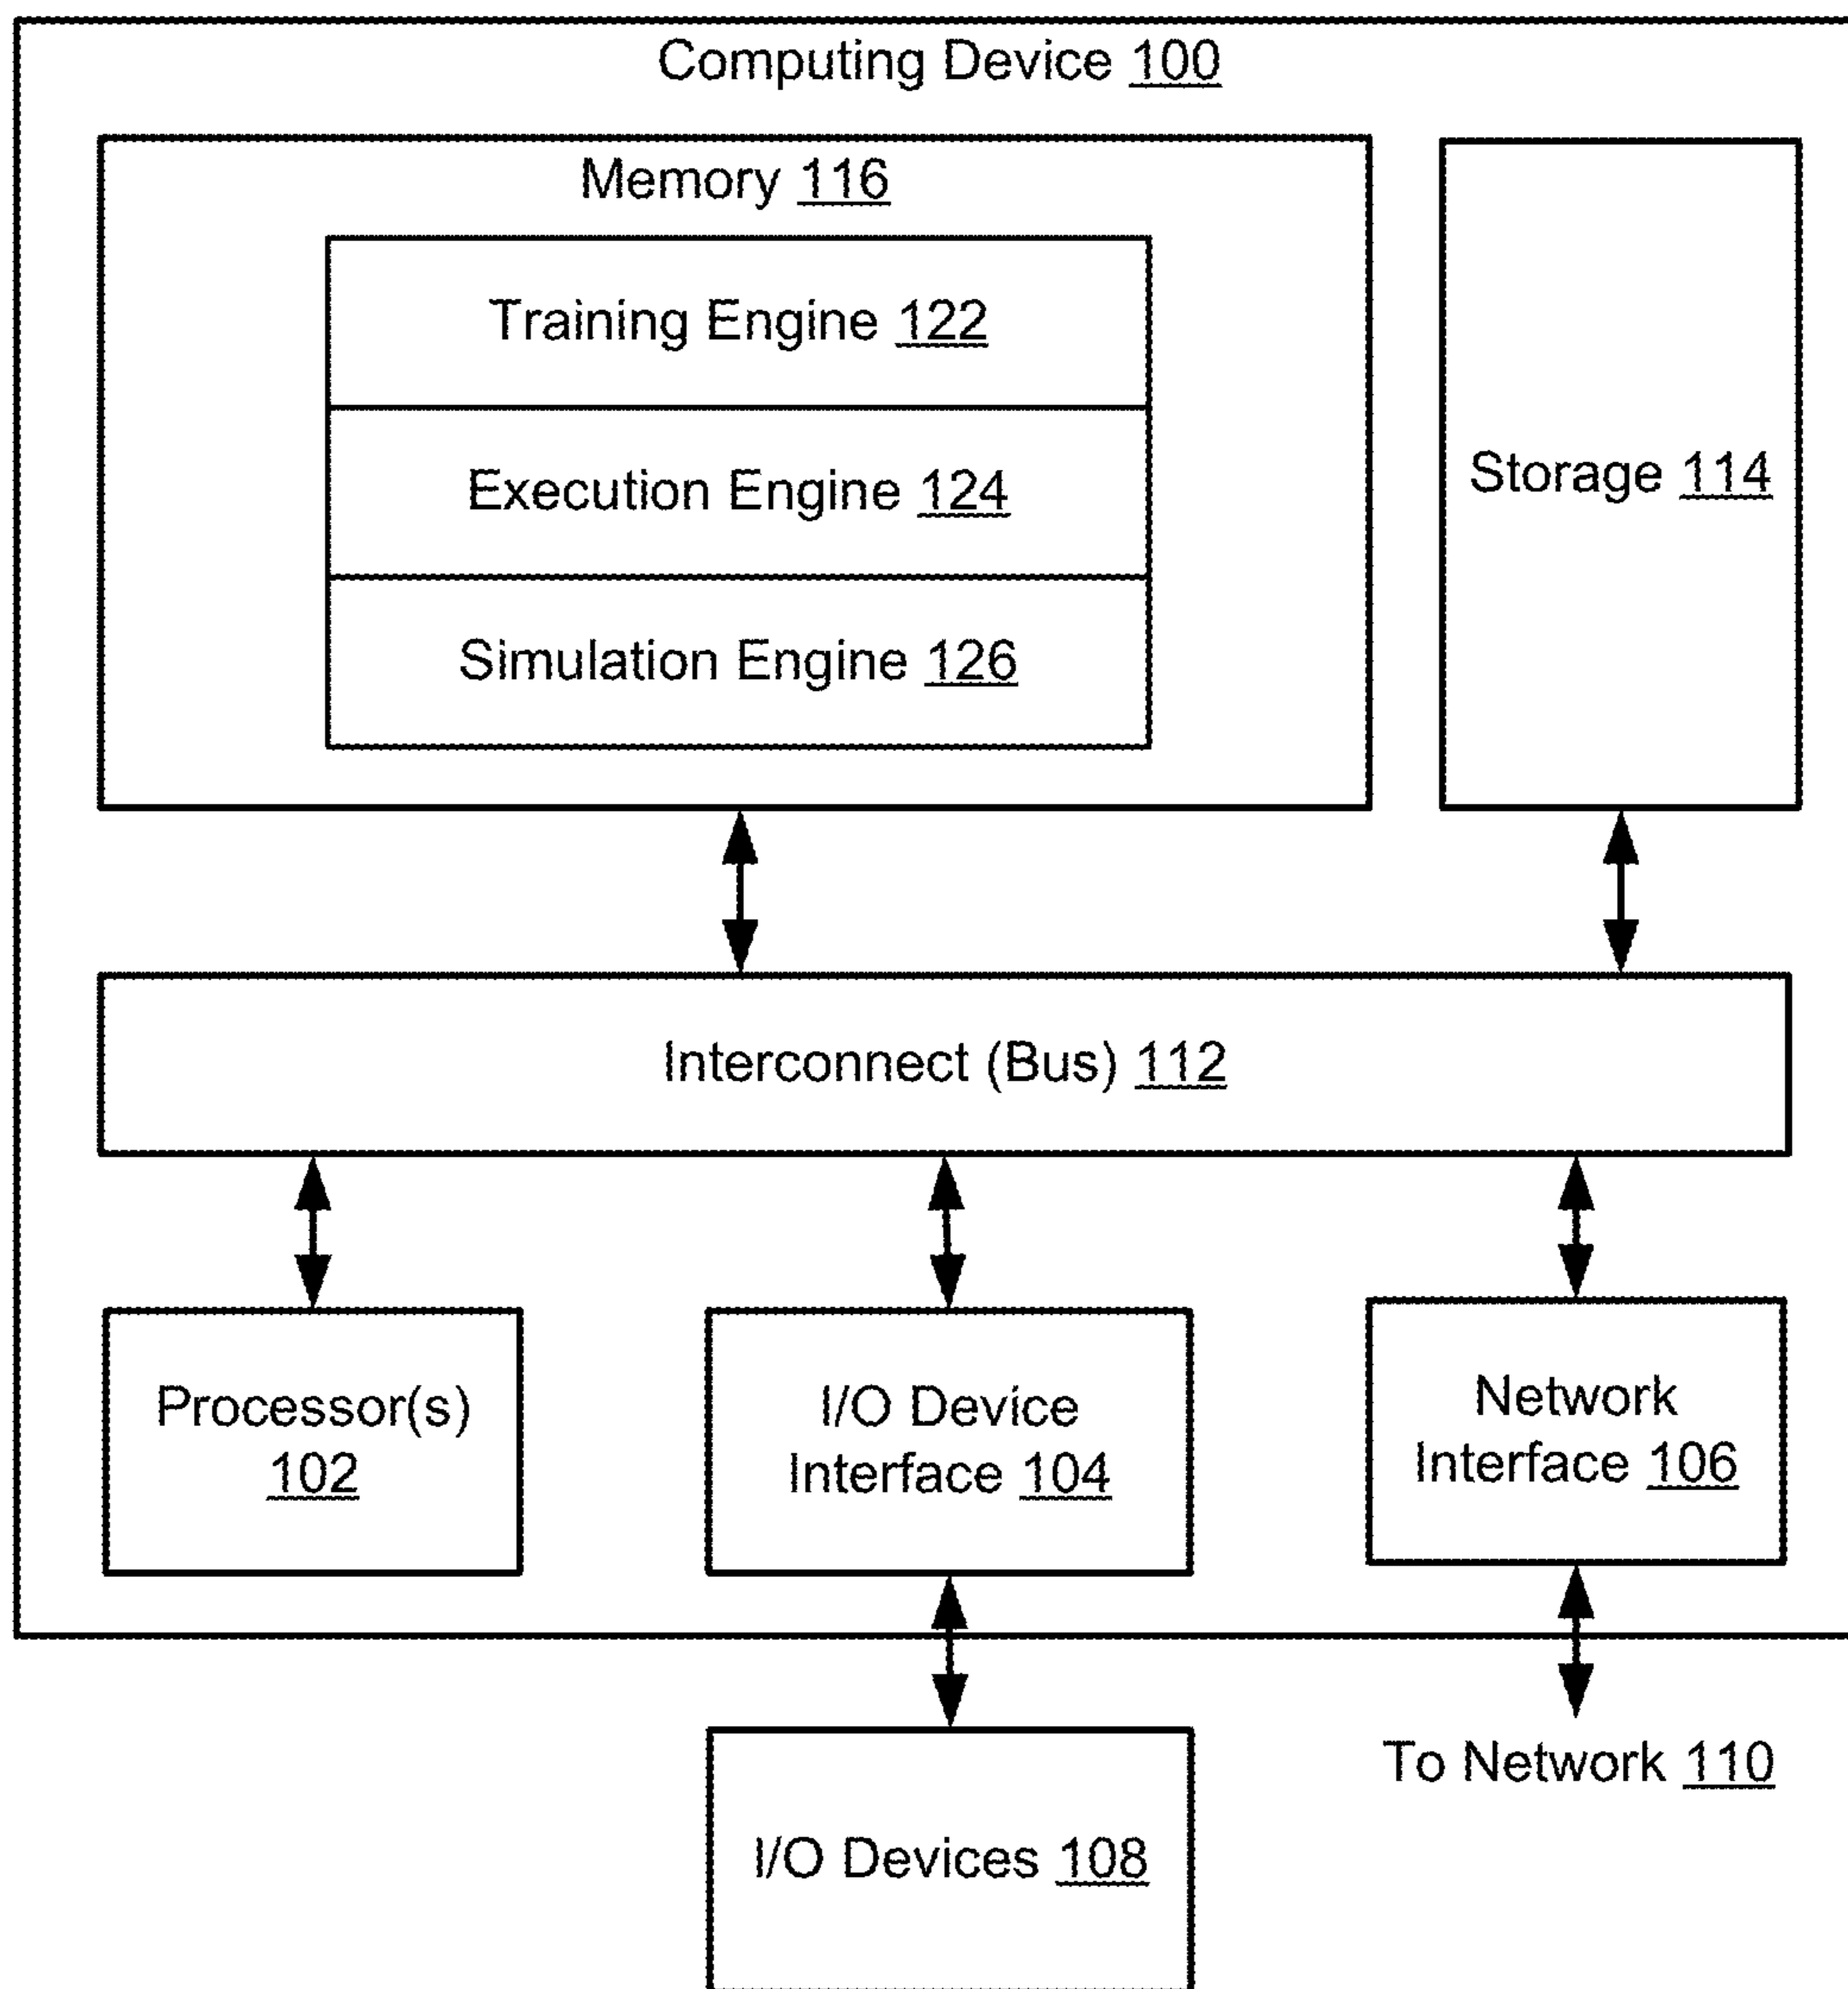 Computing Device 100
Memory 116
Training Engine 122
Execution Engine 124
Simulation Engine 126
Storage 114
Interconnect (Bus) 112
Processor(s)
102
I/O Device
Interface 104
Network
Interface 106
I/O Devices 108
To Network 110